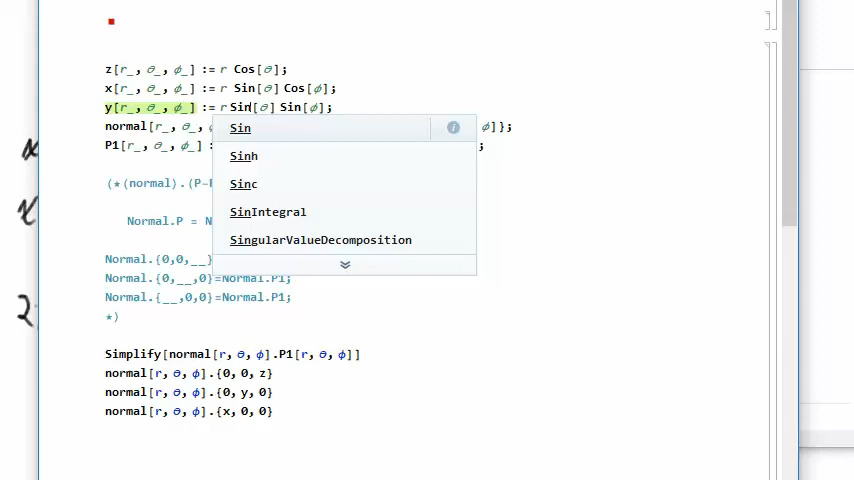 z[r_, θ_, ϕ_] := r Cos[θ];
x[r_, θ_, ϕ_] := r Sin[θ] Cos[ϕ];
y[r_, θ_, ϕ_] := r Sin[θ] Sin[ϕ];
normal[r_, θ_, ϕ]};
P1[r_, θ_, ϕ_] : ;
Sin
Sinh
Sinc
SinIntegral
SingularValueDecomposition
(*(normal).(P-
Normal.P = N
Normal.{0,0,__}
Normal.{0,__,0}=Normal.P1;
Normal.{__,0,0}=Normal.P1;
*)
Simplify[normal[r, θ, ϕ].P1[r, θ, ϕ]]
normal[r, θ, ϕ].{0, 0, z}
normal[r, θ, ϕ].{0, y, 0}
normal[r, θ, ϕ].{x, 0, 0}